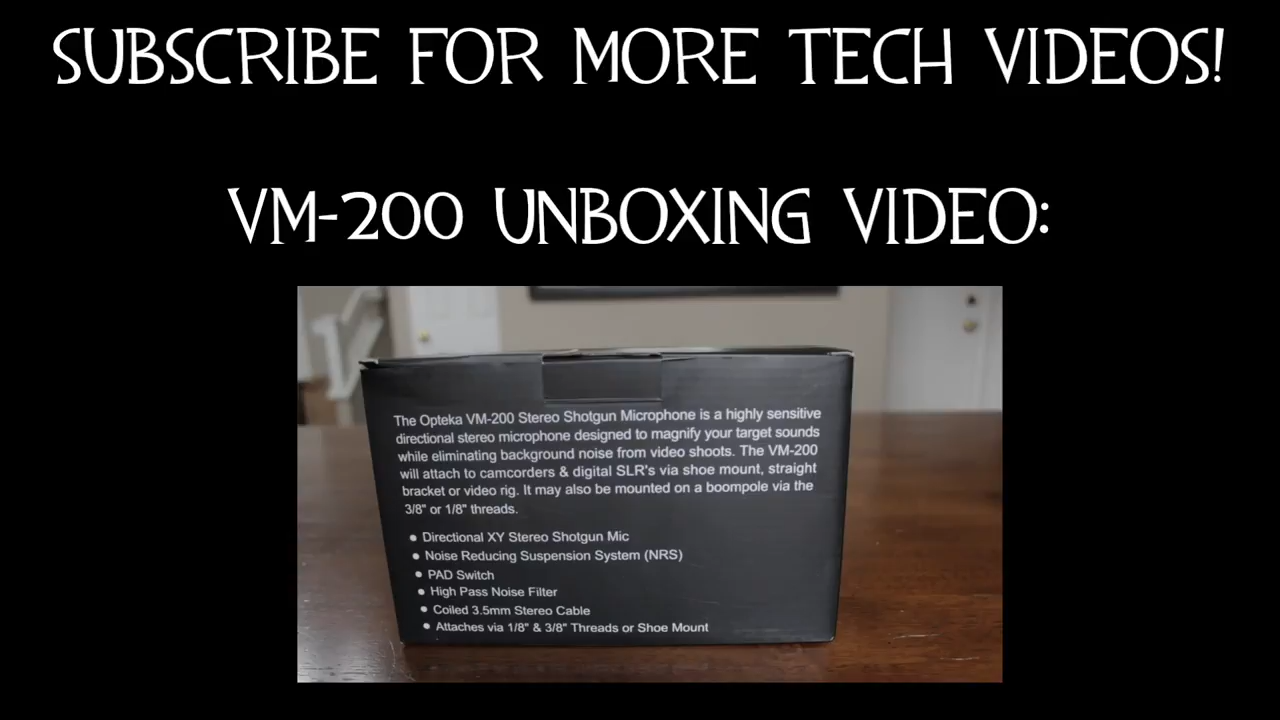 SUBSCRIBE FOR MORE TECH VIDEOS!
VM-200 UNBOXING VIDEO:
The Opteka VM-200 Stereo Shotgun Microphone is a highly sensitive
directional stereo microphone designed to magnify your target sounds
while eliminating background noise from video shoots. The VM-200
will attach to camcorders & digital SLR's via shoe mount, straight
bracket or video rig. It may also be mounted on a boompole via the
3/8" or 1/8" threads.
• Directional XY Stereo Shotgun Mic
• Noise Reducing Suspension System (NRS)
• PAD Switch
• High Pass Noise Filter
• Coiled 3.5mm Stereo Cable
• Attaches via 1/8" & 3/8" Threads or Shoe Mount